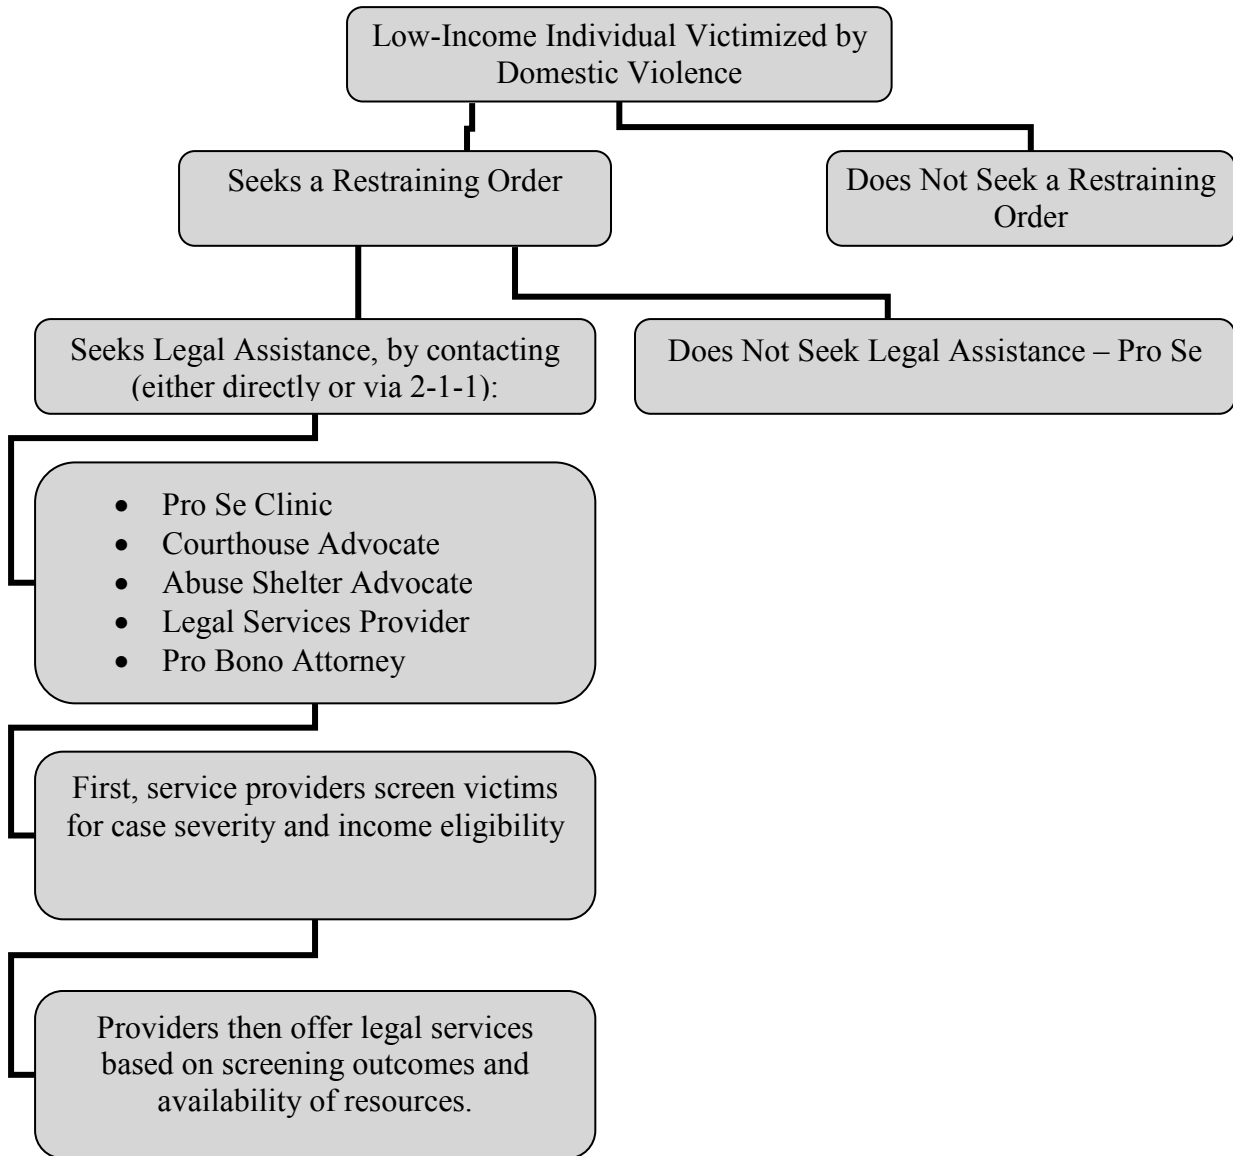 Low-Income Individual Victimized by
Domestic Violence
Seeks a Restraining Order
Does Not Seek a Restraining
Order
Seeks Legal Assistance, by contacting
(either directly or via 2-1-1):
Does Not Seek Legal Assistance – Pro Se
• Pro Se Clinic
• Courthouse Advocate
• Abuse Shelter Advocate
• Legal Services Provider
• Pro Bono Attorney
First, service providers screen victims
for case severity and income eligibility
Providers then offer legal services
based on screening outcomes and
availability of resources.